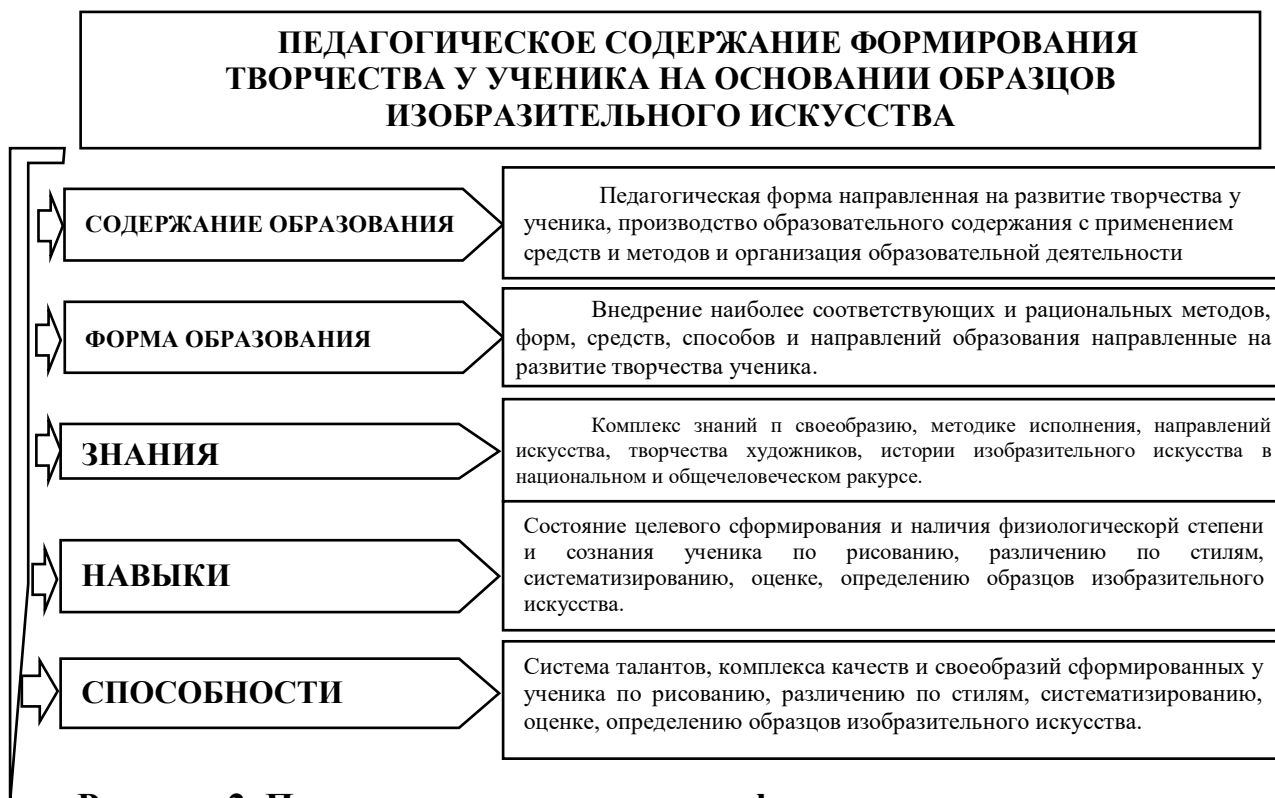 ПЕДАГОГИЧЕСКОЕ СОДЕРЖАНИЕ ФОРМИРОВАНИЯ
ТВОРЧЕСТВА У УЧЕНИКА НА ОСНОВАНИИ ОБРАЗЦОВ
ИЗОБРАЗИТЕЛЬНОГО ИСКУССТВА
СОДЕРЖАНИЕ ОБРАЗОВАНИЯ
Педагогическая форма направленная на развитие творчества у
ученика, производство образовательного содержания с применением
средств и методов и организация образовательной деятельности
ФОРМА ОБРАЗОВАНИЯ
Внедрение наиболее соответствующих и рациональных методов,
форм, средств, способов и направлений образования направленные на
развитие творчества ученика.
ЗНАНИЯ
Комплекс знаний п своеобразию, методике исполнения, направлений
искусства, творчества художников, истории изобразительного искусства в
национальном и общечеловеческом ракурсе.
НАВЫКИ
Состояние целевого сформирования и наличия физиологическорй степени
и сознания ученика по рисованию, различению по стилям,
систематизированию, оценке, определению образцов изобразительного
искусства.
СПОСОБНОСТИ
Система талантов, комплекса качеств и своеобразий сформированных у
ученика по рисованию, различению по стилям, систематизированию,
оценке, определению образцов изобразительного искусства.